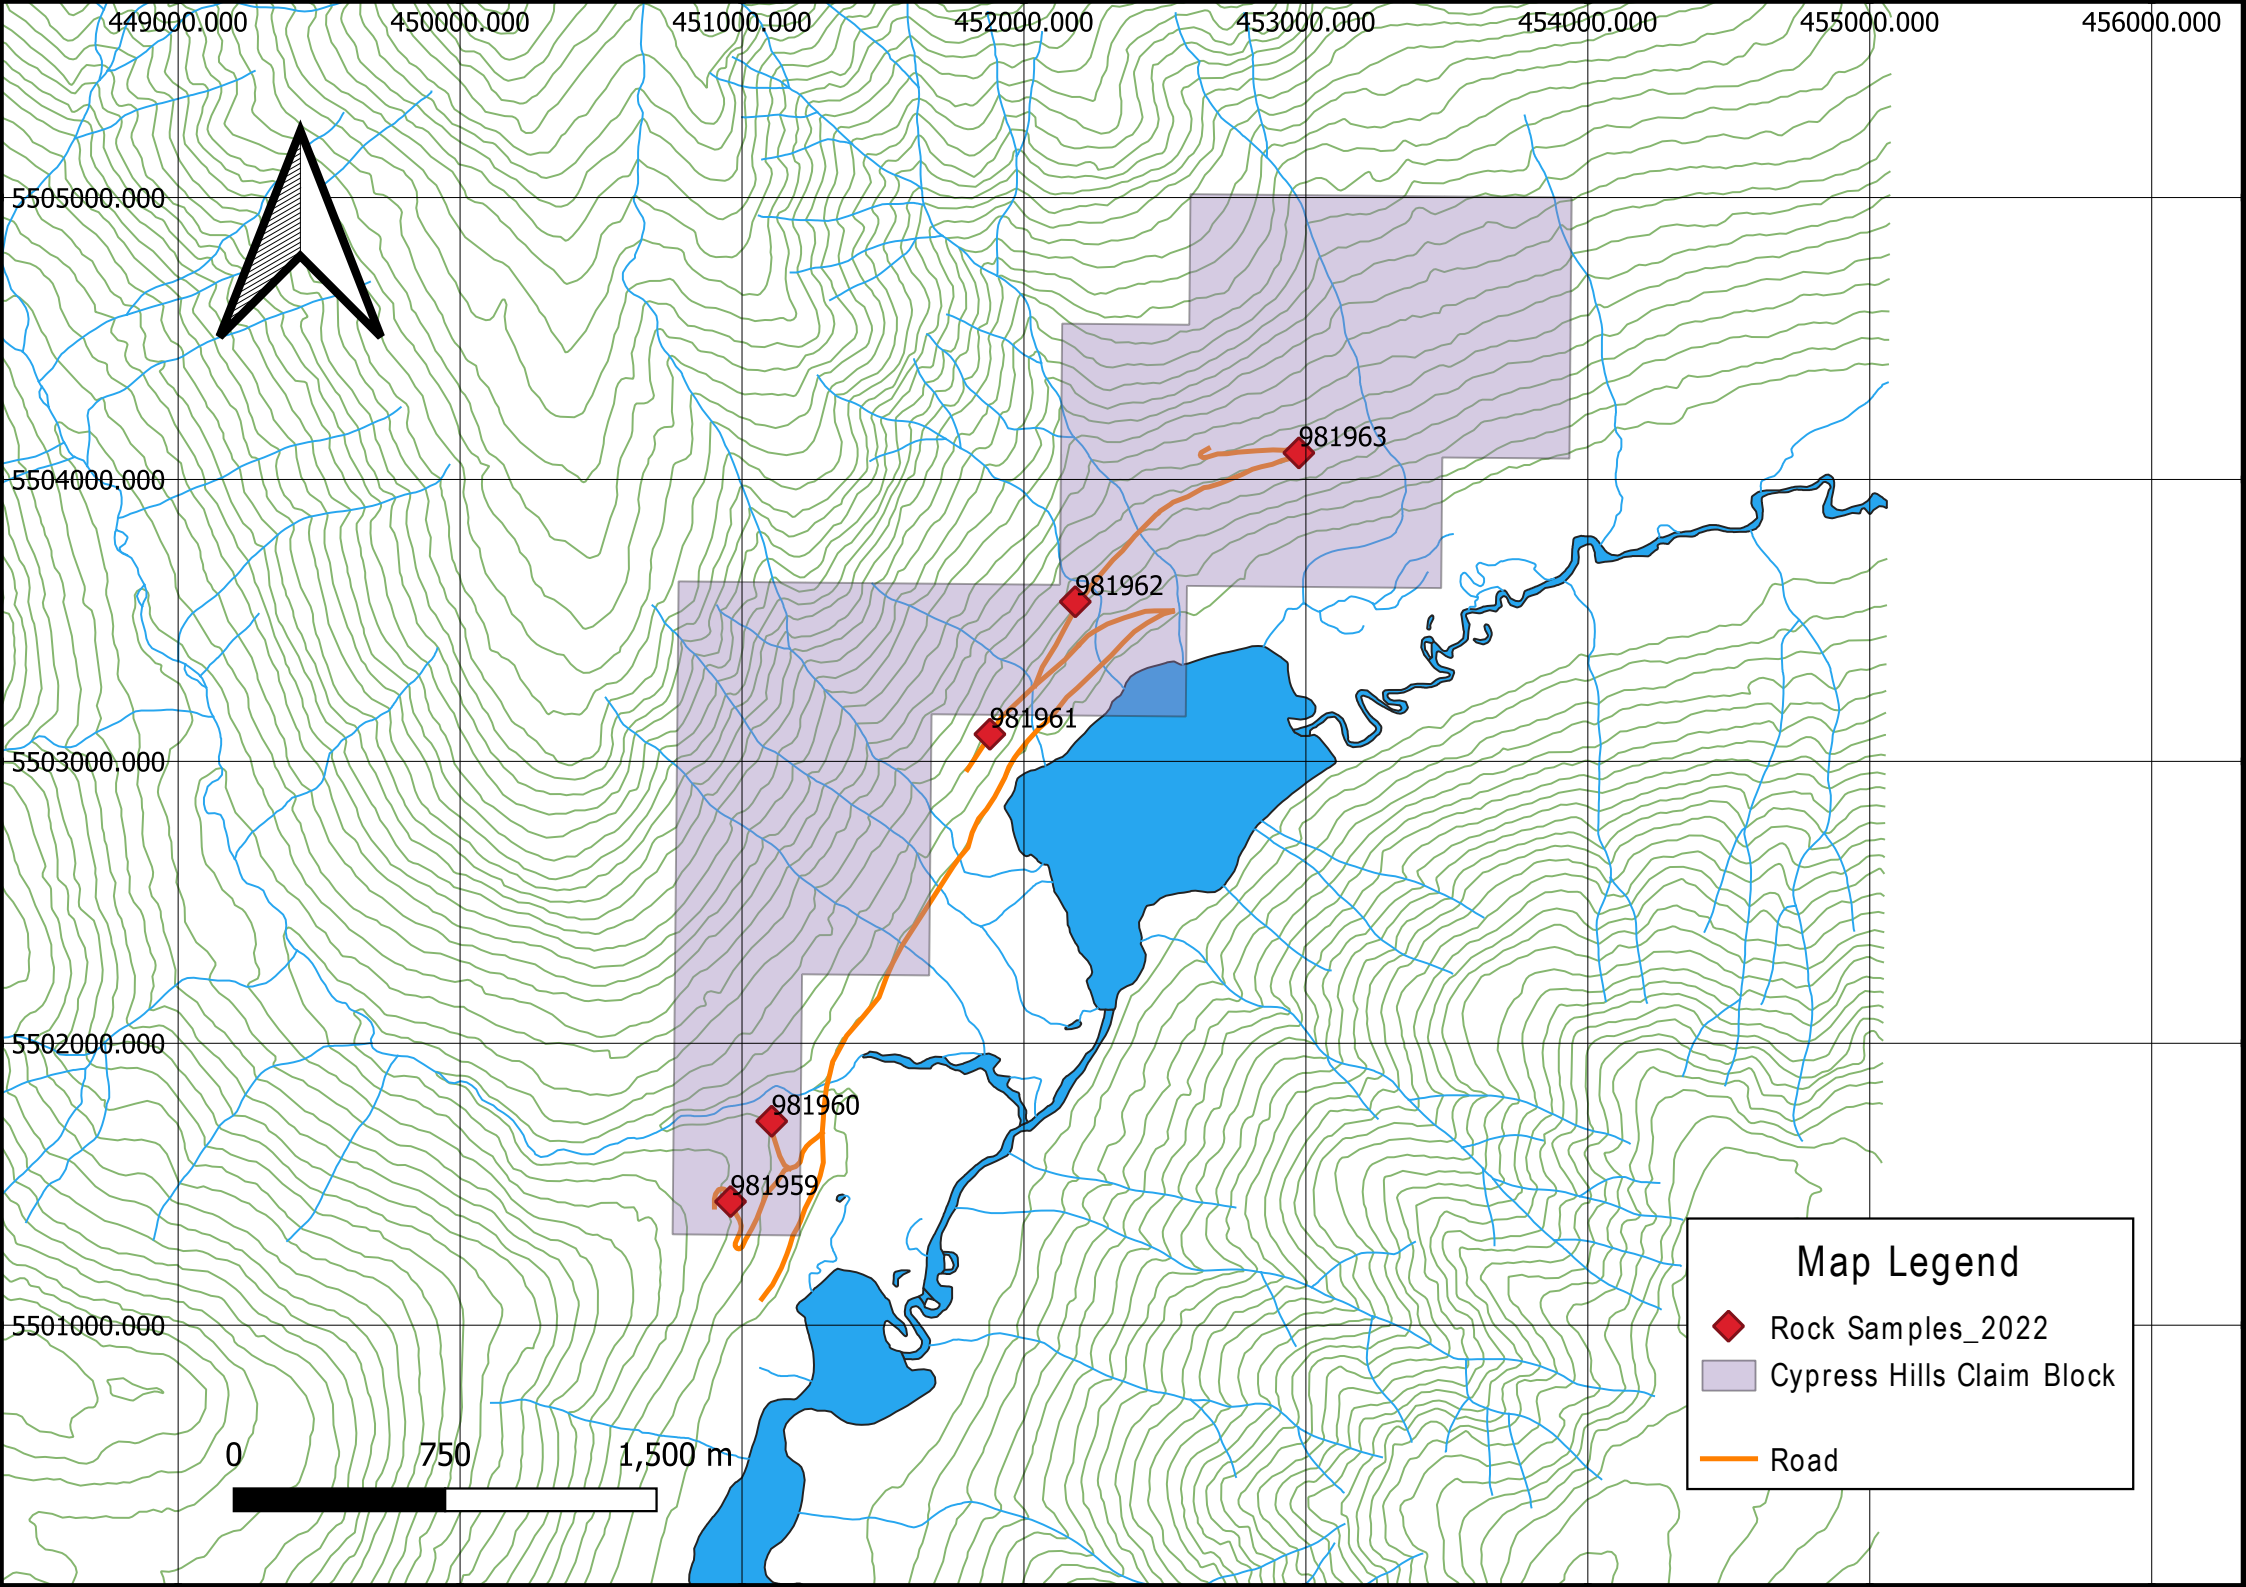 449000.000 450000.000 451000.000 452000.000 453000.000 454000.000 455000.000 456000.000
5505000.000
981963
5504000.000
981962
981961
5503000.000
5502000.000
981960
981959
Map Legend
5501000.000
Rock Samples_2022
Cypress Hills Claim Block
0 750 1,500 m
Road